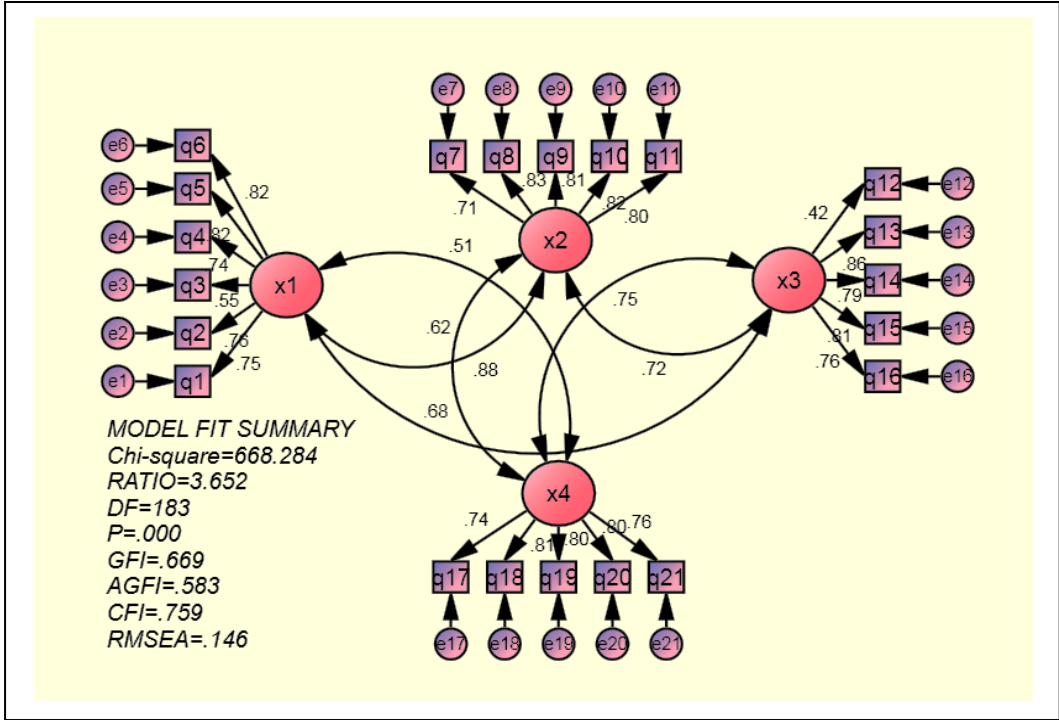 e7 e8 e9 e10 e11
q7 q8 q9 q10 q11
.71 .83 .81 .82 .80
x2
e6 q6
e5 q5
e4 q4
e3 q3
e2 q2
e1 q1
.82
.82
.74
.55
.76
.75
x1
q12 e12
q13 e13
q14 e14
q15 e15
q16 e16
.42
.86
.79
.81
.76
x3
.51
.75
.62
.88
.72
.68
x4
.74 .81 .80 .80 .76
q17 q18 q19 q20 q21
e17 e18 e19 e20 e21
MODEL FIT SUMMARY
Chi-square=668.284
RATIO=3.652
DF=183
P=.000
GFI=.669
AGFI=.583
CFI=.759
RMSEA=.146